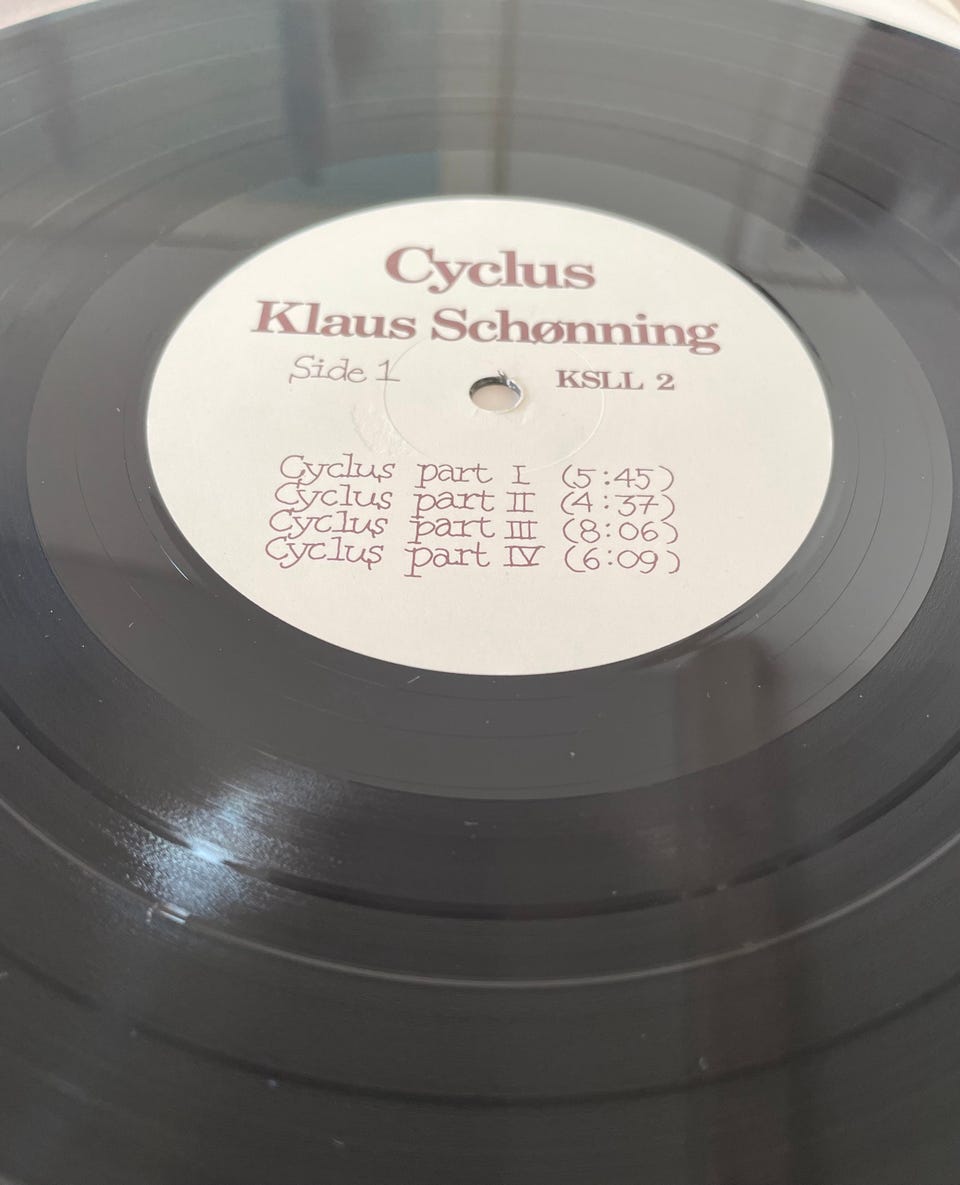 Cyclus
Klaus Schønning
Side 1 KSLL 2
Cyclus part I (5:45)
Cyclus part II (4:37)
Cyclus part III (8:06)
Cyclus part IV (6:09)